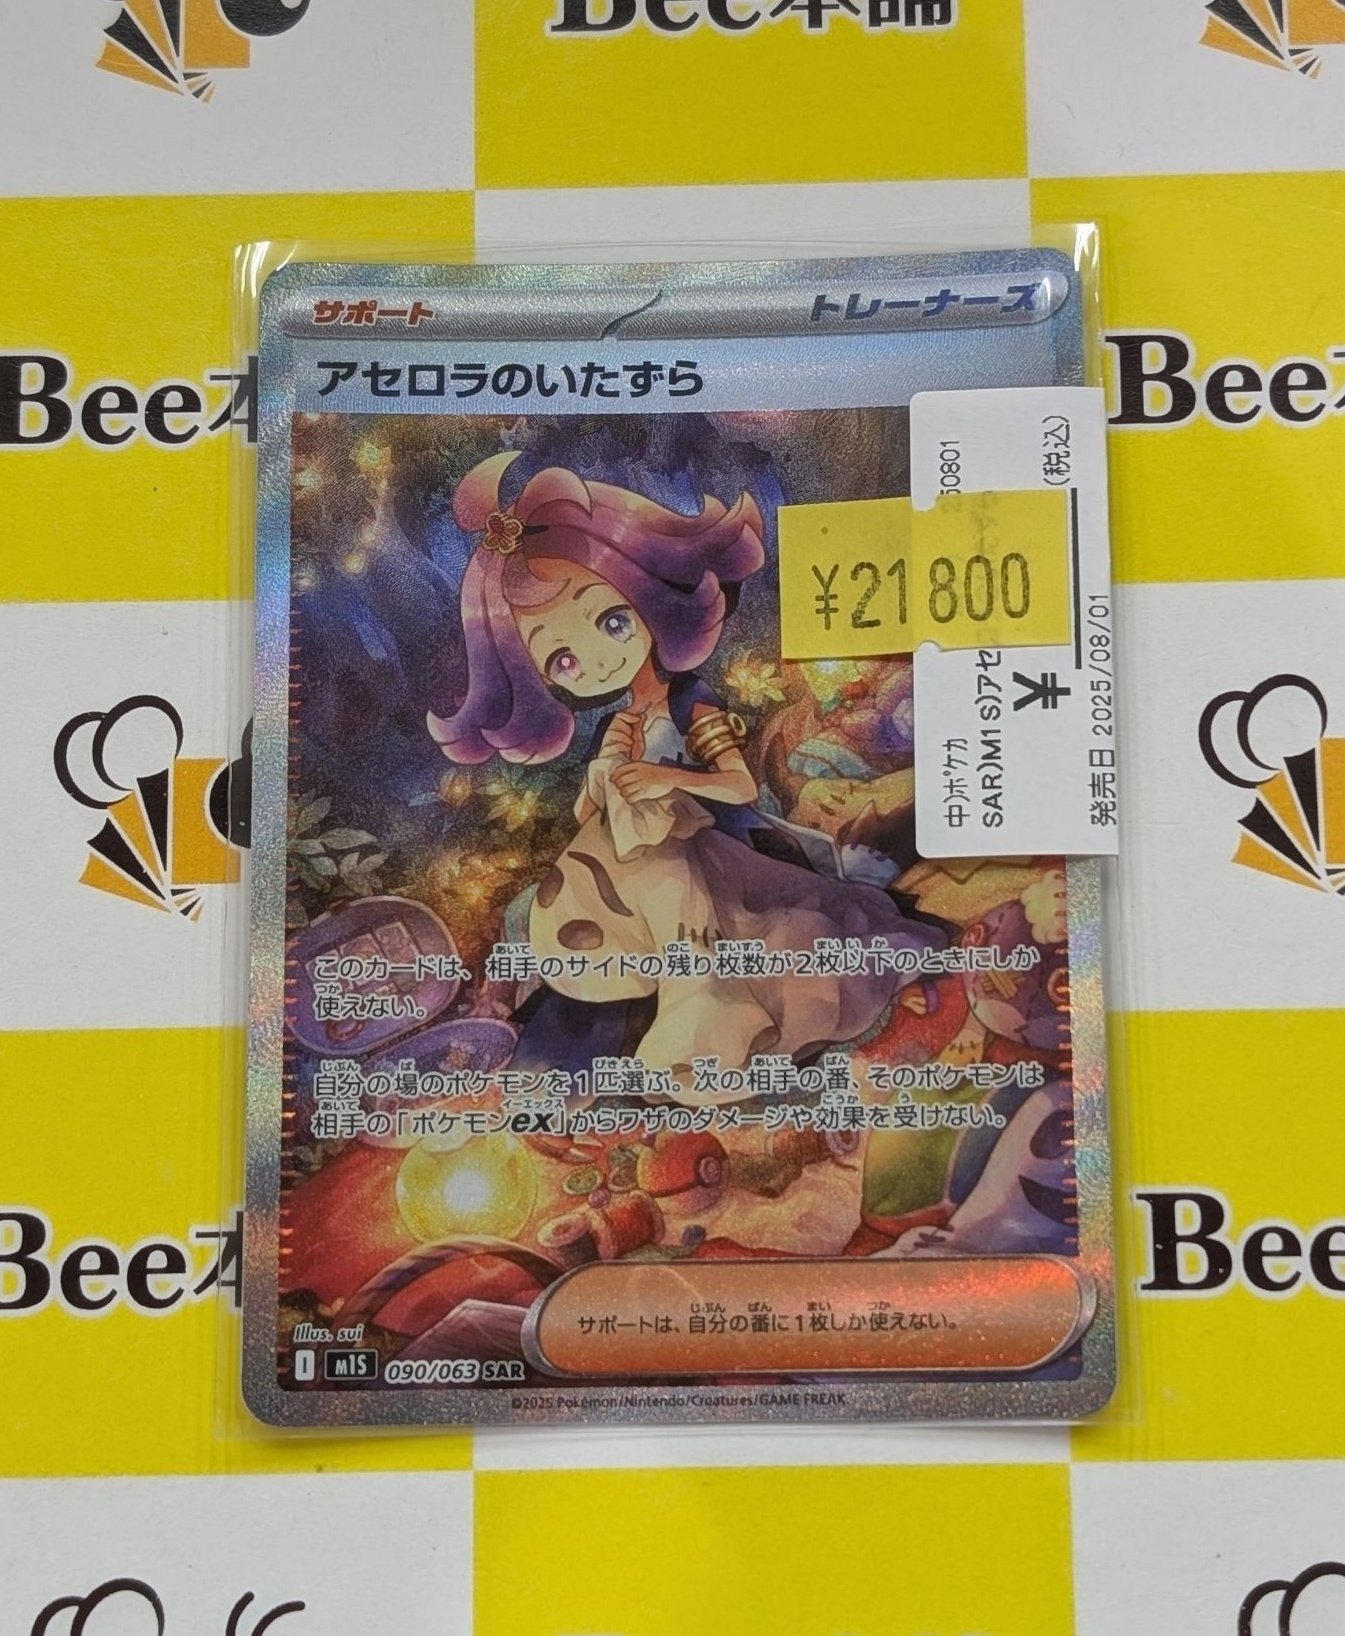 Bee本論
サポート
トレーナーズ
アセロラのいたずら
Bee本
Bee
250801
(税込)
¥21800
¥
中)ポケカ
SAR)M1S)アセロ
発売日 2025/08/01
このカードは、相手のサイドの残り枚数が2枚以下のときにしか
使えない。
自分の場のポケモンを1匹選ぶ。次の相手の番、そのポケモンは
相手の「ポケモンex」からワザのダメージや効果を受けない。
Bee本
Bee
サポートは、自分の番に1枚しか使えない。
Illus. sui
I m1S 090/063 SAR
©2025 Pokémon/Nintendo/Creatures/GAME FREAK